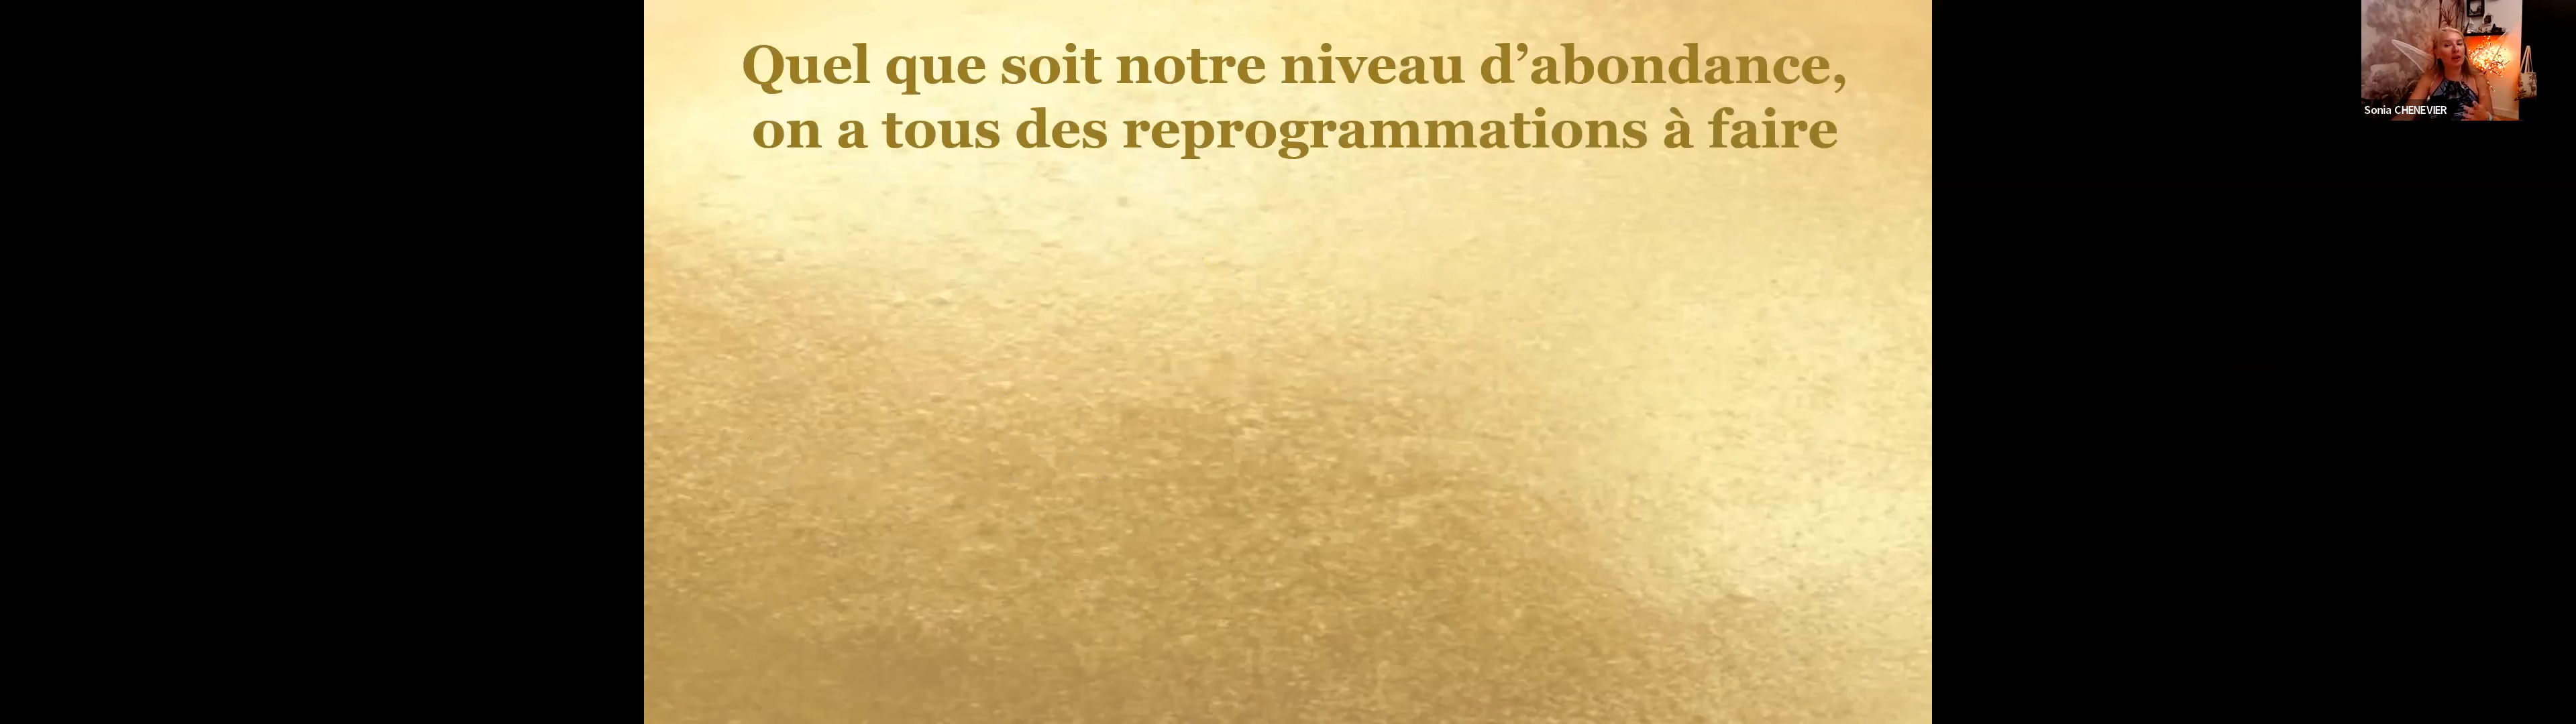 Quel que soit notre niveau d’abondance,
on a tous des reprogrammations à faire
Sonia CHENEVIER